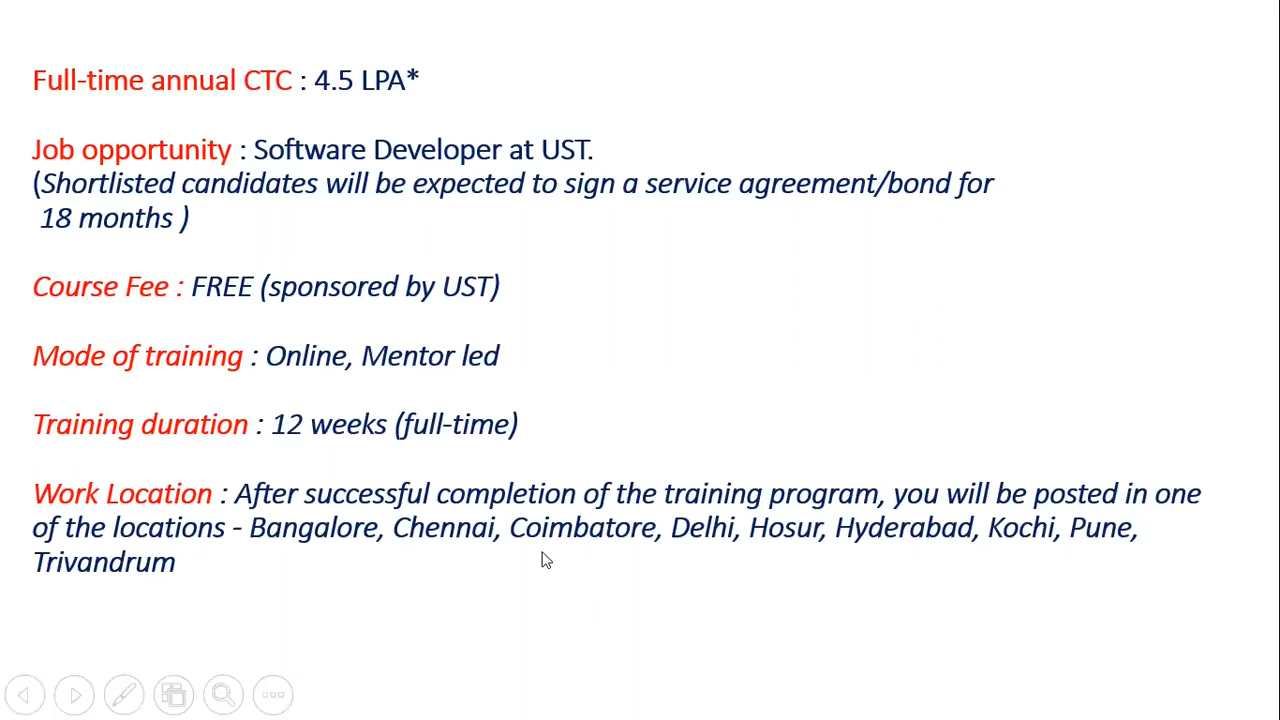 Full-time annual CTC : 4.5 LPA*
Job opportunity : Software Developer at UST.
(Shortlisted candidates will be expected to sign a service agreement/bond for
18 months )
Course Fee : FREE (sponsored by UST)
Mode of training : Online, Mentor led
Training duration : 12 weeks (full-time)
Work Location : After successful completion of the training program, you will be posted in one
of the locations - Bangalore, Chennai, Coimbatore, Delhi, Hosur, Hyderabad, Kochi, Pune,
Trivandrum